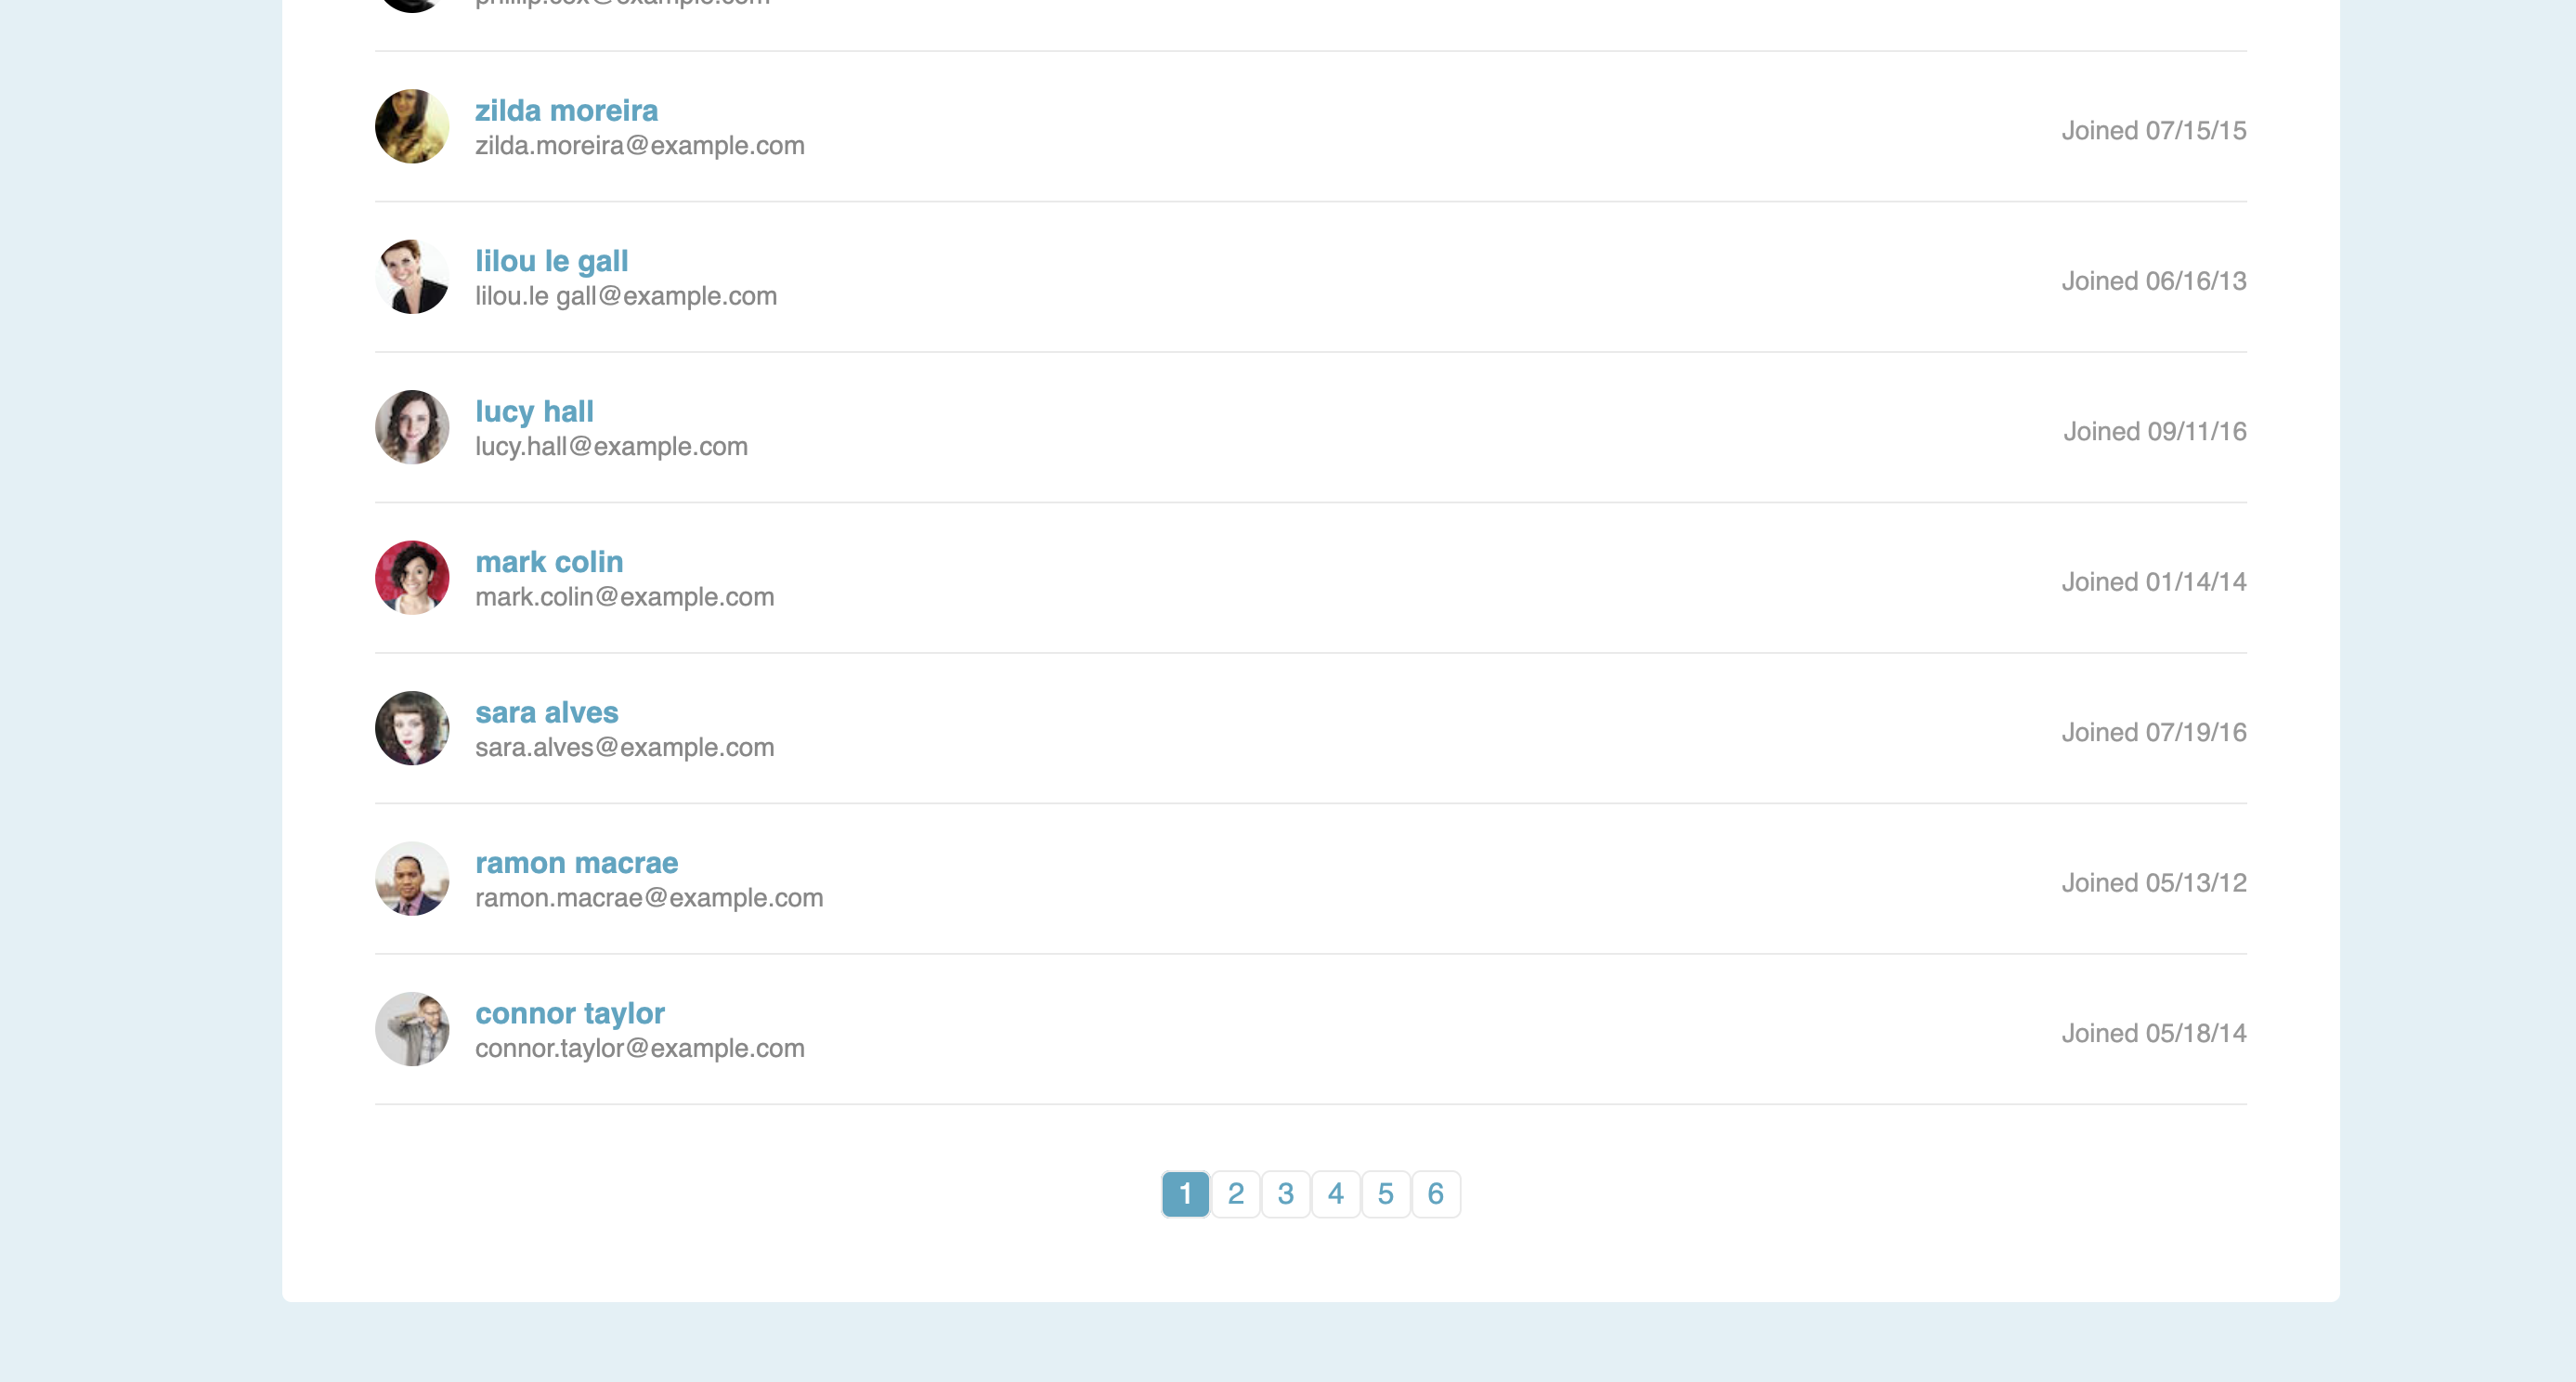 phillip.cox@example.com
zilda moreira
zilda.moreira@example.com
Joined 07/15/15
lilou le gall
lilou.le gall@example.com
Joined 06/16/13
lucy hall
lucy.hall@example.com
Joined 09/11/16
mark colin
mark.colin@example.com
Joined 01/14/14
sara alves
sara.alves@example.com
Joined 07/19/16
ramon macrae
ramon.macrae@example.com
Joined 05/13/12
connor taylor
connor.taylor@example.com
Joined 05/18/14
1 2 3 4 5 6